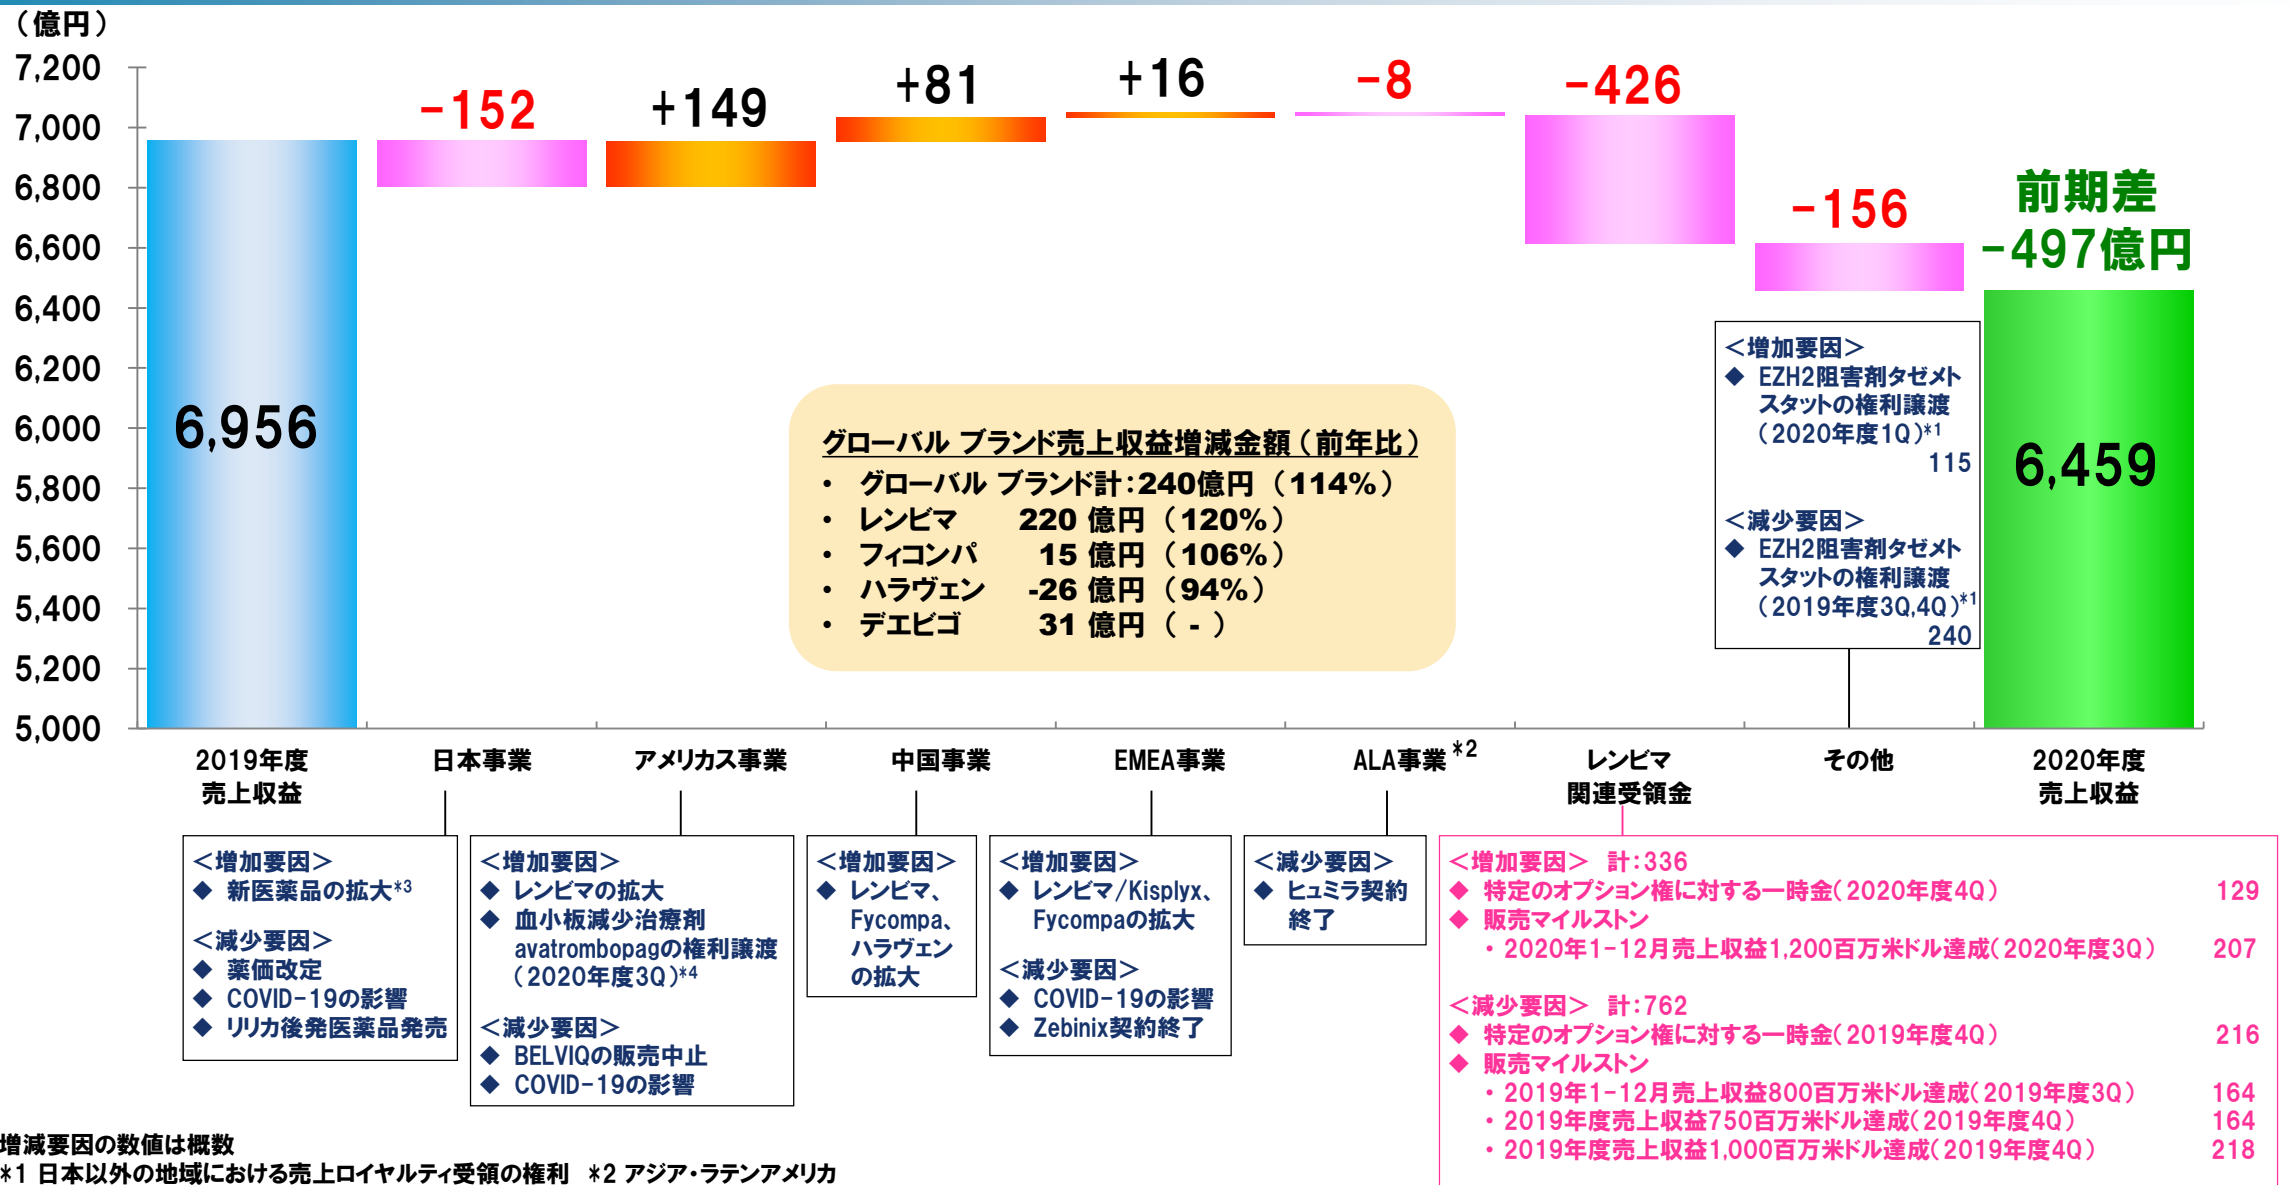 （億円）
7,200
7,000
6,800
6,600
6,400
6,200
6,000
5,800
5,600
5,400
5,200
5,000
6,956
-152
+149
+81
+16
-8
-426
-156
前期差
-497億円
6,459
グローバル ブランド売上収益増減金額（前年比）
・ グローバル ブランド計：240億円（114%）
・ レンビマ 220 億円（120%）
・ フィコンパ 15 億円（106%）
・ ハラヴェン -26 億円（94%）
・ デエビゴ 31 億円（ - ）
＜増加要因＞
◆ EZH2阻害剤タゼメト
スタットの権利譲渡
（2020年度1Q）*1
115
＜減少要因＞
◆ EZH2阻害剤タゼメト
スタットの権利譲渡
（2019年度3Q,4Q）*1
240
2019年度
売上収益
日本事業
アメリカス事業
中国事業
EMEA事業
ALA事業*2
レンビマ
関連受領金
その他
2020年度
売上収益
＜増加要因＞
◆ 新医薬品の拡大*3
＜減少要因＞
◆ 薬価改定
◆ COVID-19の影響
◆ リリカ後発医薬品発売
＜増加要因＞
◆ レンビマの拡大
◆ 血小板減少治療剤
avatrombopagの権利譲渡
（2020年度3Q）*4
＜減少要因＞
◆ BELVIQの販売中止
◆ COVID-19の影響
＜増加要因＞
◆ レンビマ、
Fycompa、
ハラヴェン
の拡大
＜増加要因＞
◆ レンビマ/Kisplyx、
Fycompaの拡大
＜減少要因＞
◆ COVID-19の影響
◆ Zebinix契約終了
＜減少要因＞
◆ ヒュミラ契約
終了
＜増加要因＞ 計：336
◆ 特定のオプション権に対する一時金（2020年度4Q） 129
◆ 販売マイルストン
・2020年1-12月売上収益1,200百万米ドル達成（2020年度3Q） 207
＜減少要因＞ 計：762
◆ 特定のオプション権に対する一時金（2019年度4Q） 216
◆ 販売マイルストン
・2019年1-12月売上収益800百万米ドル達成（2019年度3Q） 164
・2019年度売上収益750百万米ドル達成（2019年度4Q） 164
・2019年度売上収益1,000百万米ドル達成（2019年度4Q） 218
増減要因の数値は概数
*1 日本以外の地域における売上ロイヤルティ受領の権利 *2 アジア・ラテンアメリカ